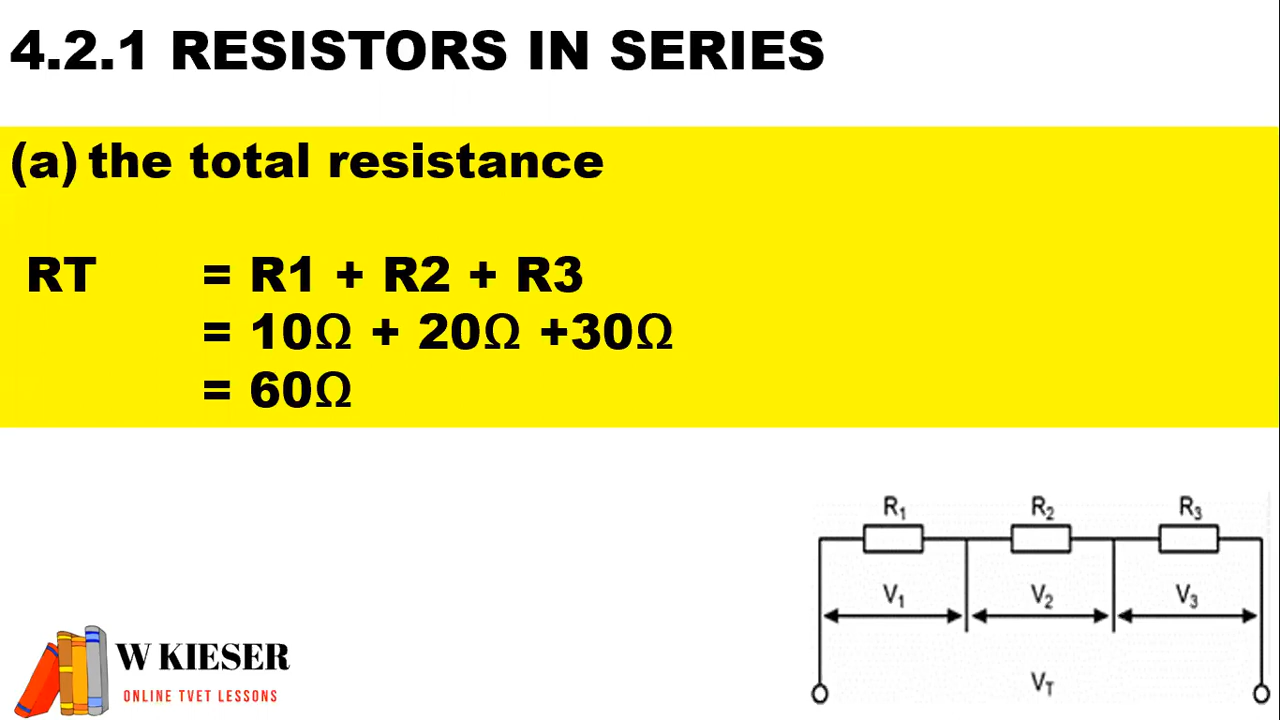 4.2.1 RESISTORS IN SERIES
(a) the total resistance
RT = R1 + R2 + R3
= 10Ω + 20Ω +30Ω
= 60Ω
R₁ R₂ R₃
V₁ V₂ V₃
V_T
W KIESER
ONLINE TVET LESSONS